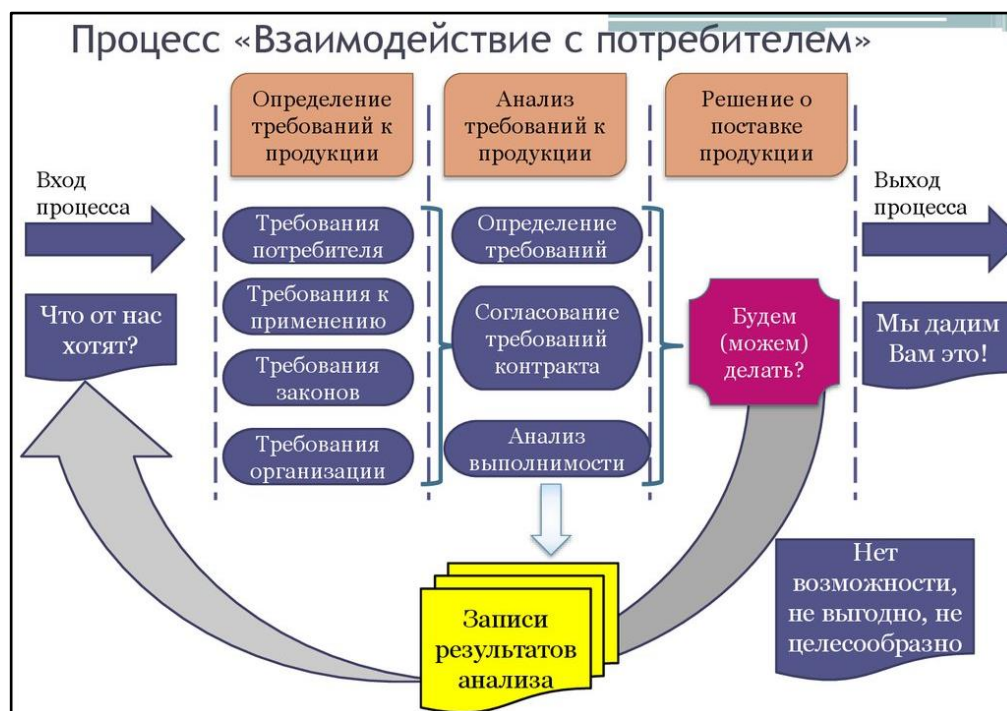 Процесс «Взаимодействие с потребителем»
Определение
требований к
продукции
Анализ
требований к
продукции
Решение о
поставке
продукции
Вход
процесса
Что от нас
хотят?
Требования
потребителя
Требования к
применению
Требования
законов
Требования
организации
Определение
требований
Согласование
требований
контракта
Анализ
выполнимости
Будем
(можем)
делать?
Выход
процесса
Мы дадим
Вам это!
Записи
результатов
анализа
Нет
возможности,
не выгодно, не
целесообразно